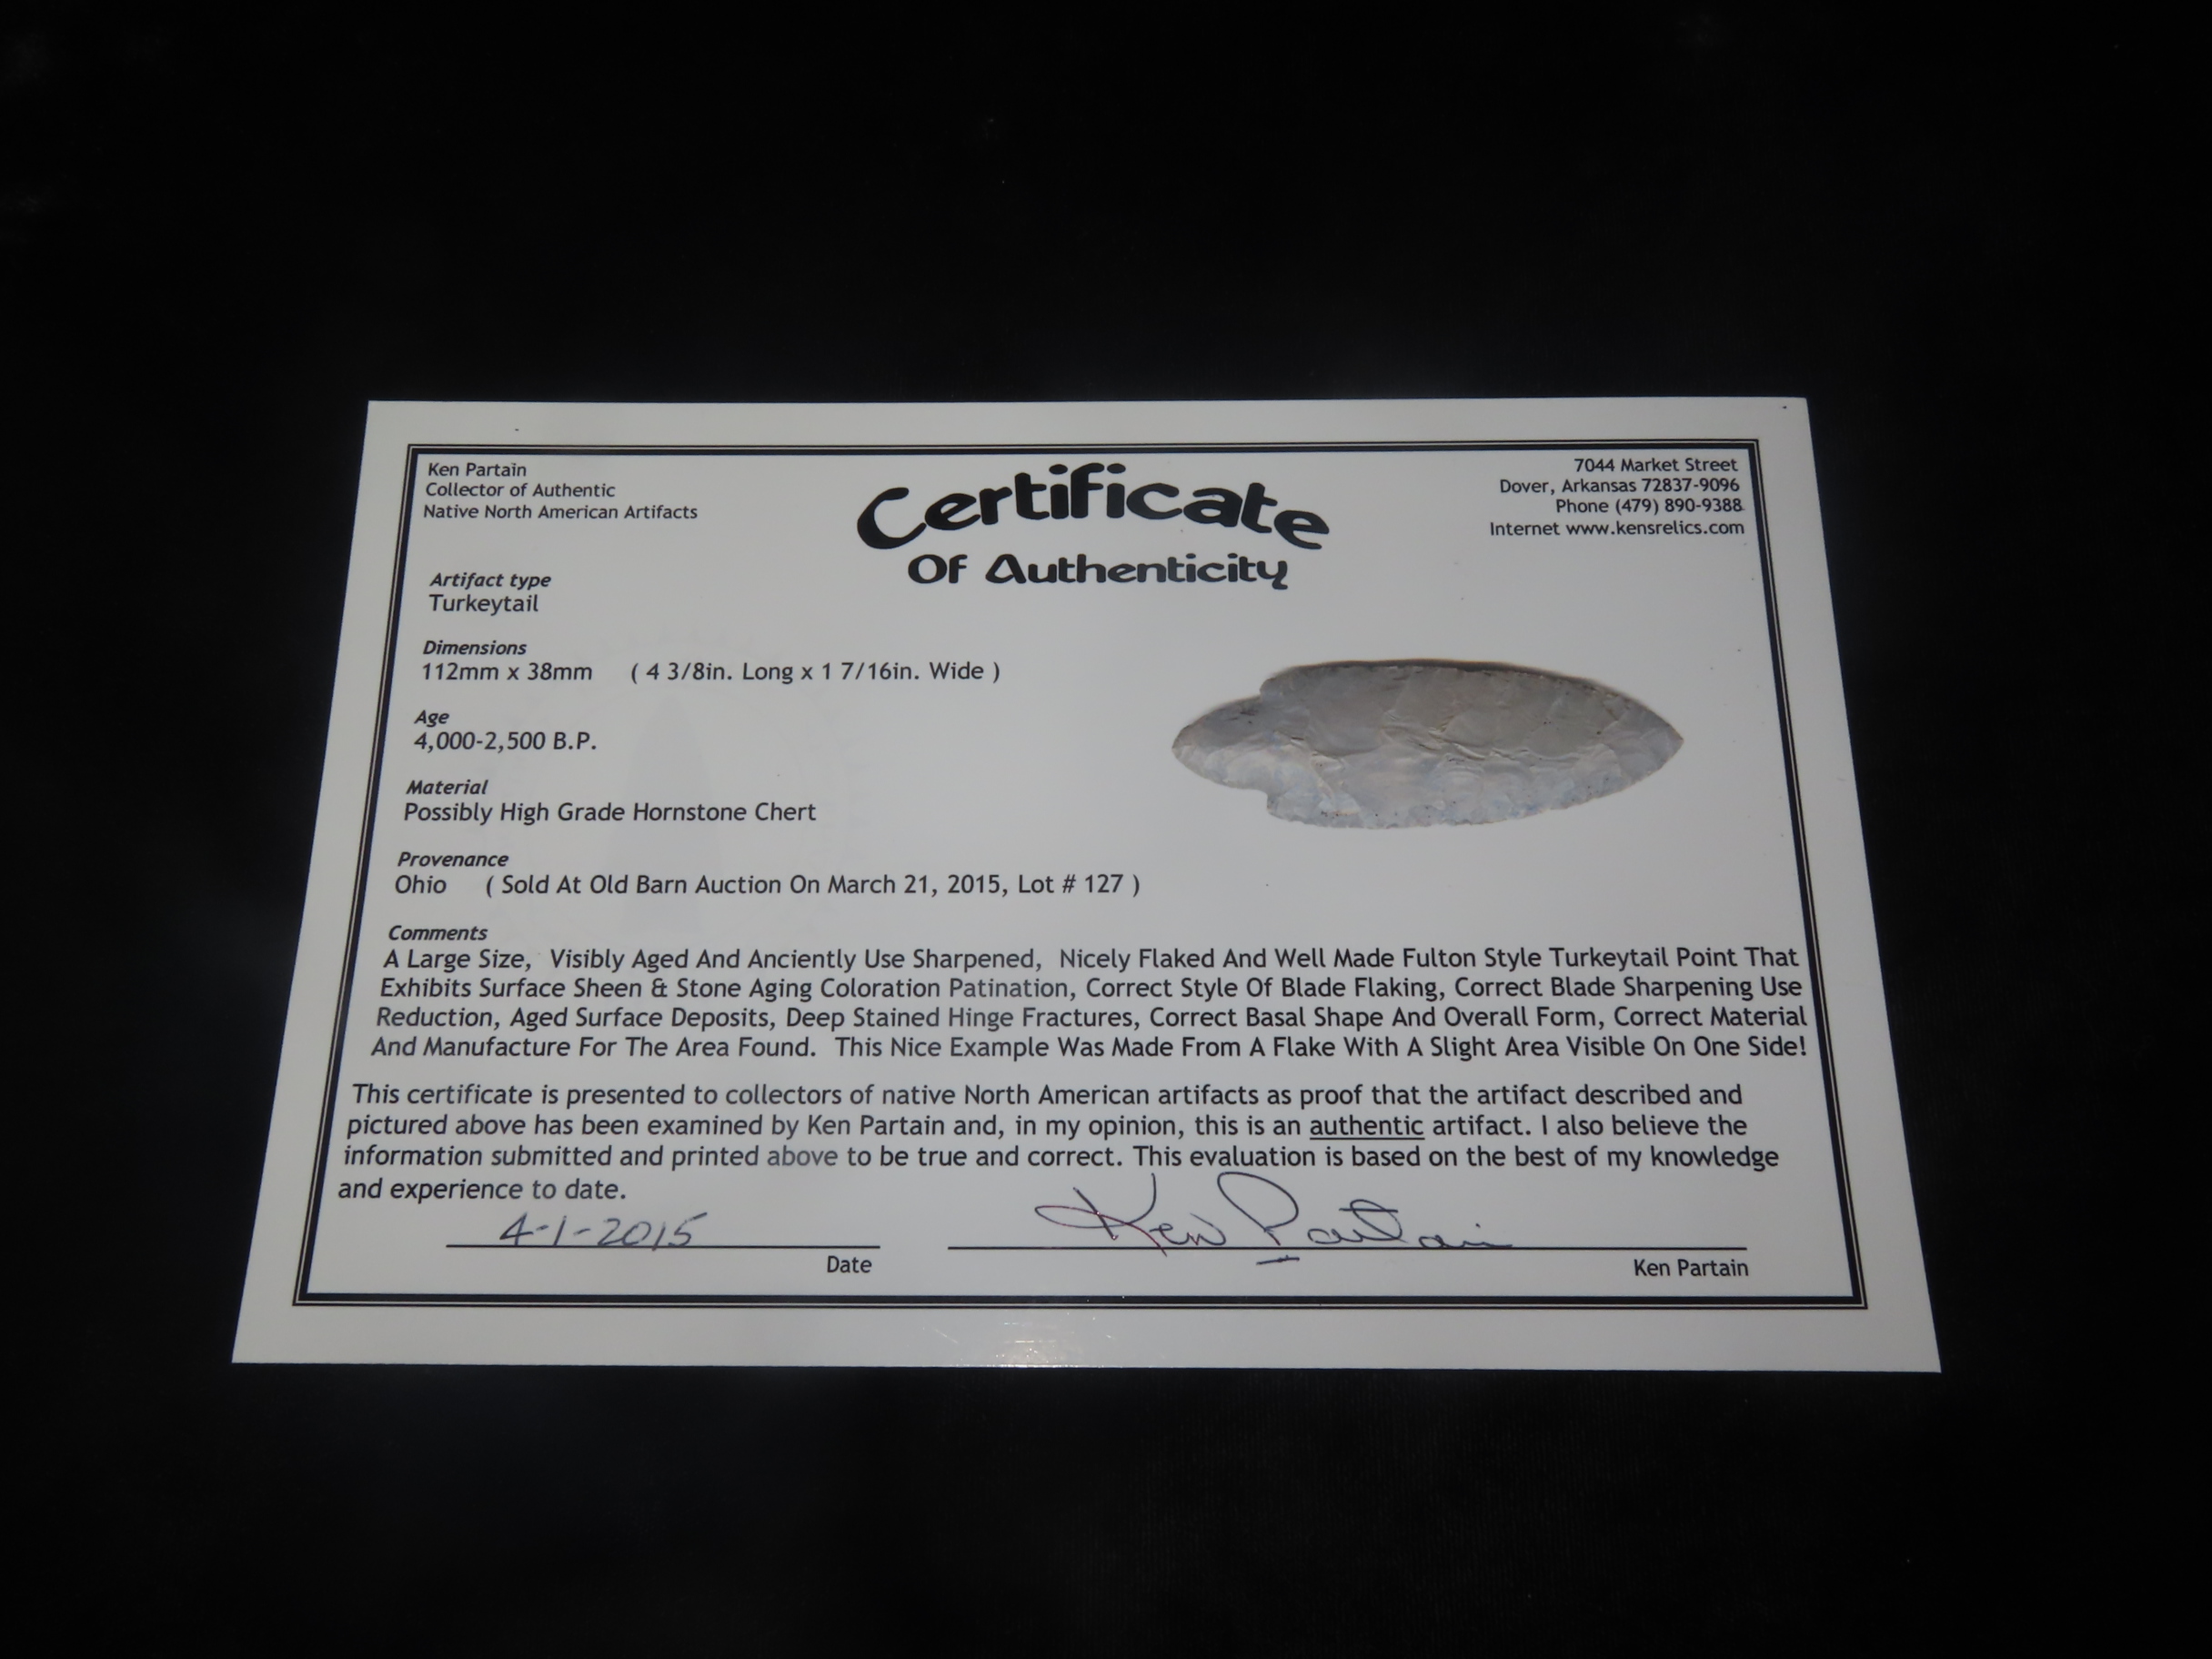 Ken Partain
Collector of Authentic
Native North American Artifacts
Certificate
Of Authenticity
7044 Market Street
Dover, Arkansas 72837-9096
Phone (479) 890-9388
Internet www.kensrelics.com
Artifact type
Turkeytail
Dimensions
112mm x 38mm ( 4 3/8in. Long x 1 7/16in. Wide )
Age
4,000-2,500 B.P.
Material
Possibly High Grade Hornstone Chert
Provenance
Ohio ( Sold At Old Barn Auction On March 21, 2015, Lot # 127 )
Comments
A Large Size, Visibly Aged And Anciently Use Sharpened, Nicely Flaked And Well Made Fulton Style Turkeytail Point That
Exhibits Surface Sheen & Stone Aging Coloration Patination, Correct Style Of Blade Flaking, Correct Blade Sharpening Use
Reduction, Aged Surface Deposits, Deep Stained Hinge Fractures, Correct Basal Shape And Overall Form, Correct Material
And Manufacture For The Area Found. This Nice Example Was Made From A Flake With A Slight Area Visible On One Side!
This certificate is presented to collectors of native North American artifacts as proof that the artifact described and
pictured above has been examined by Ken Partain and, in my opinion, this is an authentic artifact. I also believe the
information submitted and printed above to be true and correct. This evaluation is based on the best of my knowledge
and experience to date.
4-1-2015
Ken Partain
Date
Ken Partain